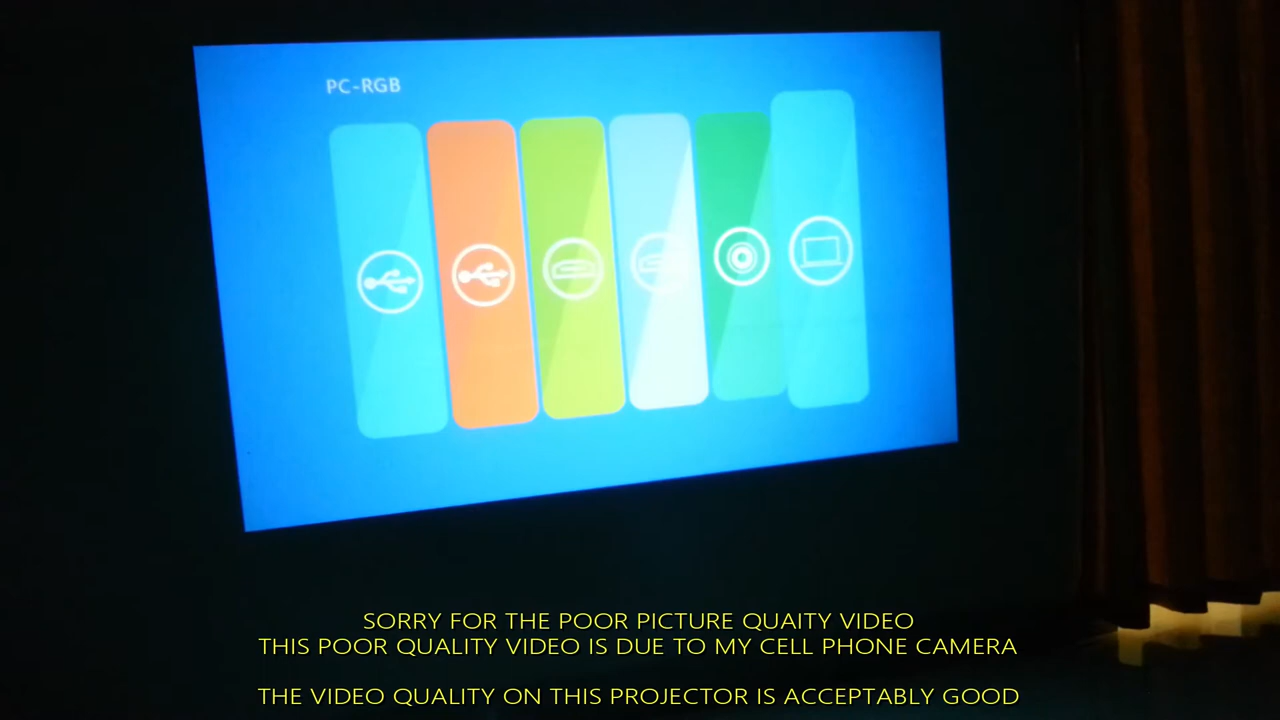 PC-RGB
SORRY FOR THE POOR PICTURE QUAITY VIDEO
THIS POOR QUALITY VIDEO IS DUE TO MY CELL PHONE CAMERA
THE VIDEO QUALITY ON THIS PROJECTOR IS ACCEPTABLY GOOD